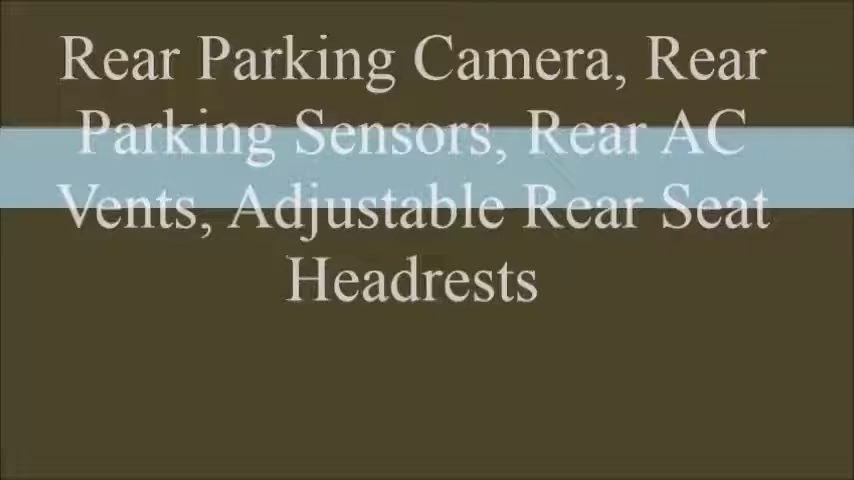 Rear Parking Camera, Rear
Parking Sensors, Rear AC
Vents, Adjustable Rear Seat
Headrests